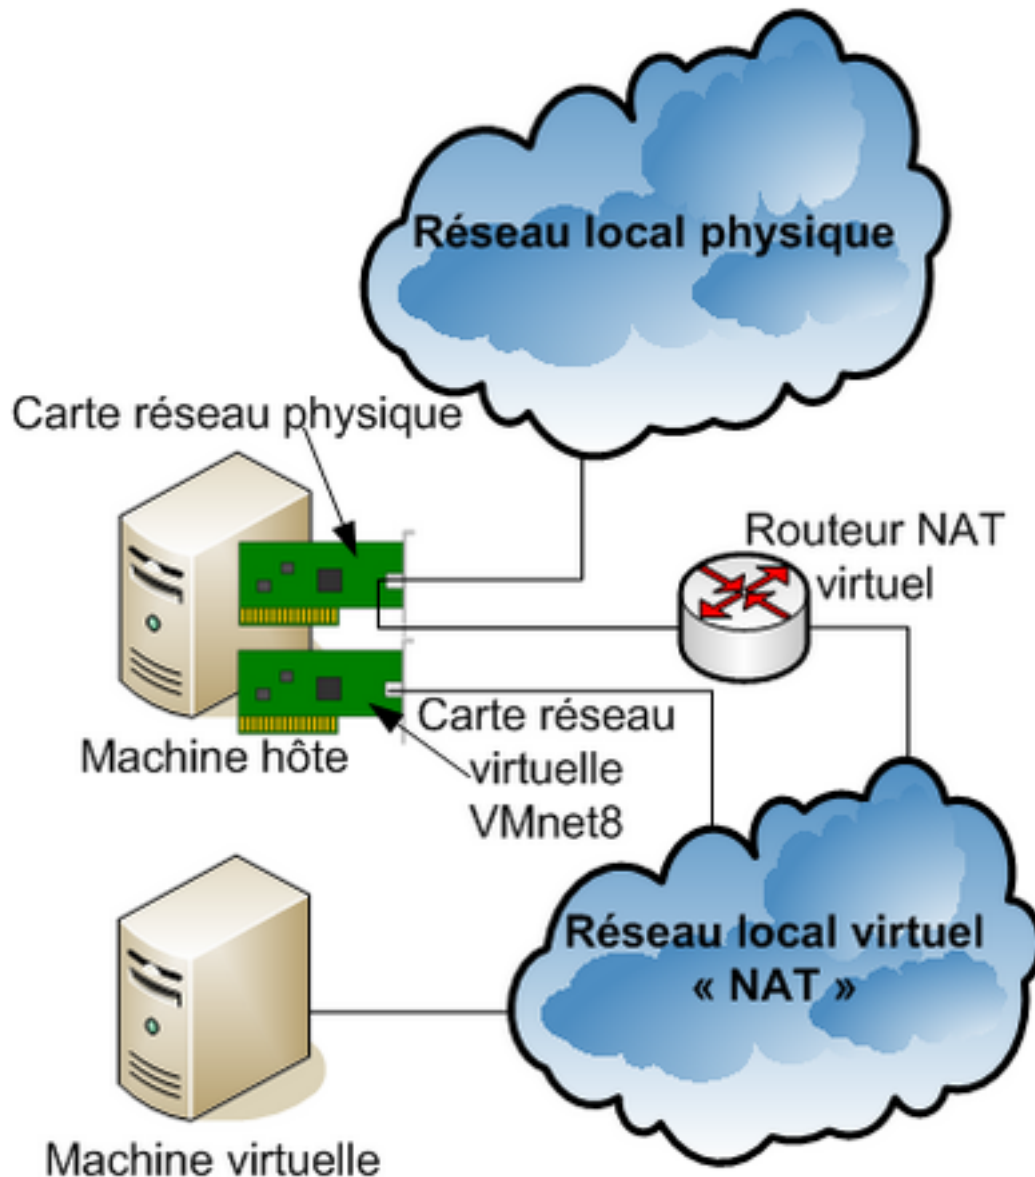 Réseau local physique
Carte réseau physique
Routeur NAT
virtuel
Carte réseau
virtuelle
VMnet8
Machine hôte
Réseau local virtuel
« NAT »
Machine virtuelle